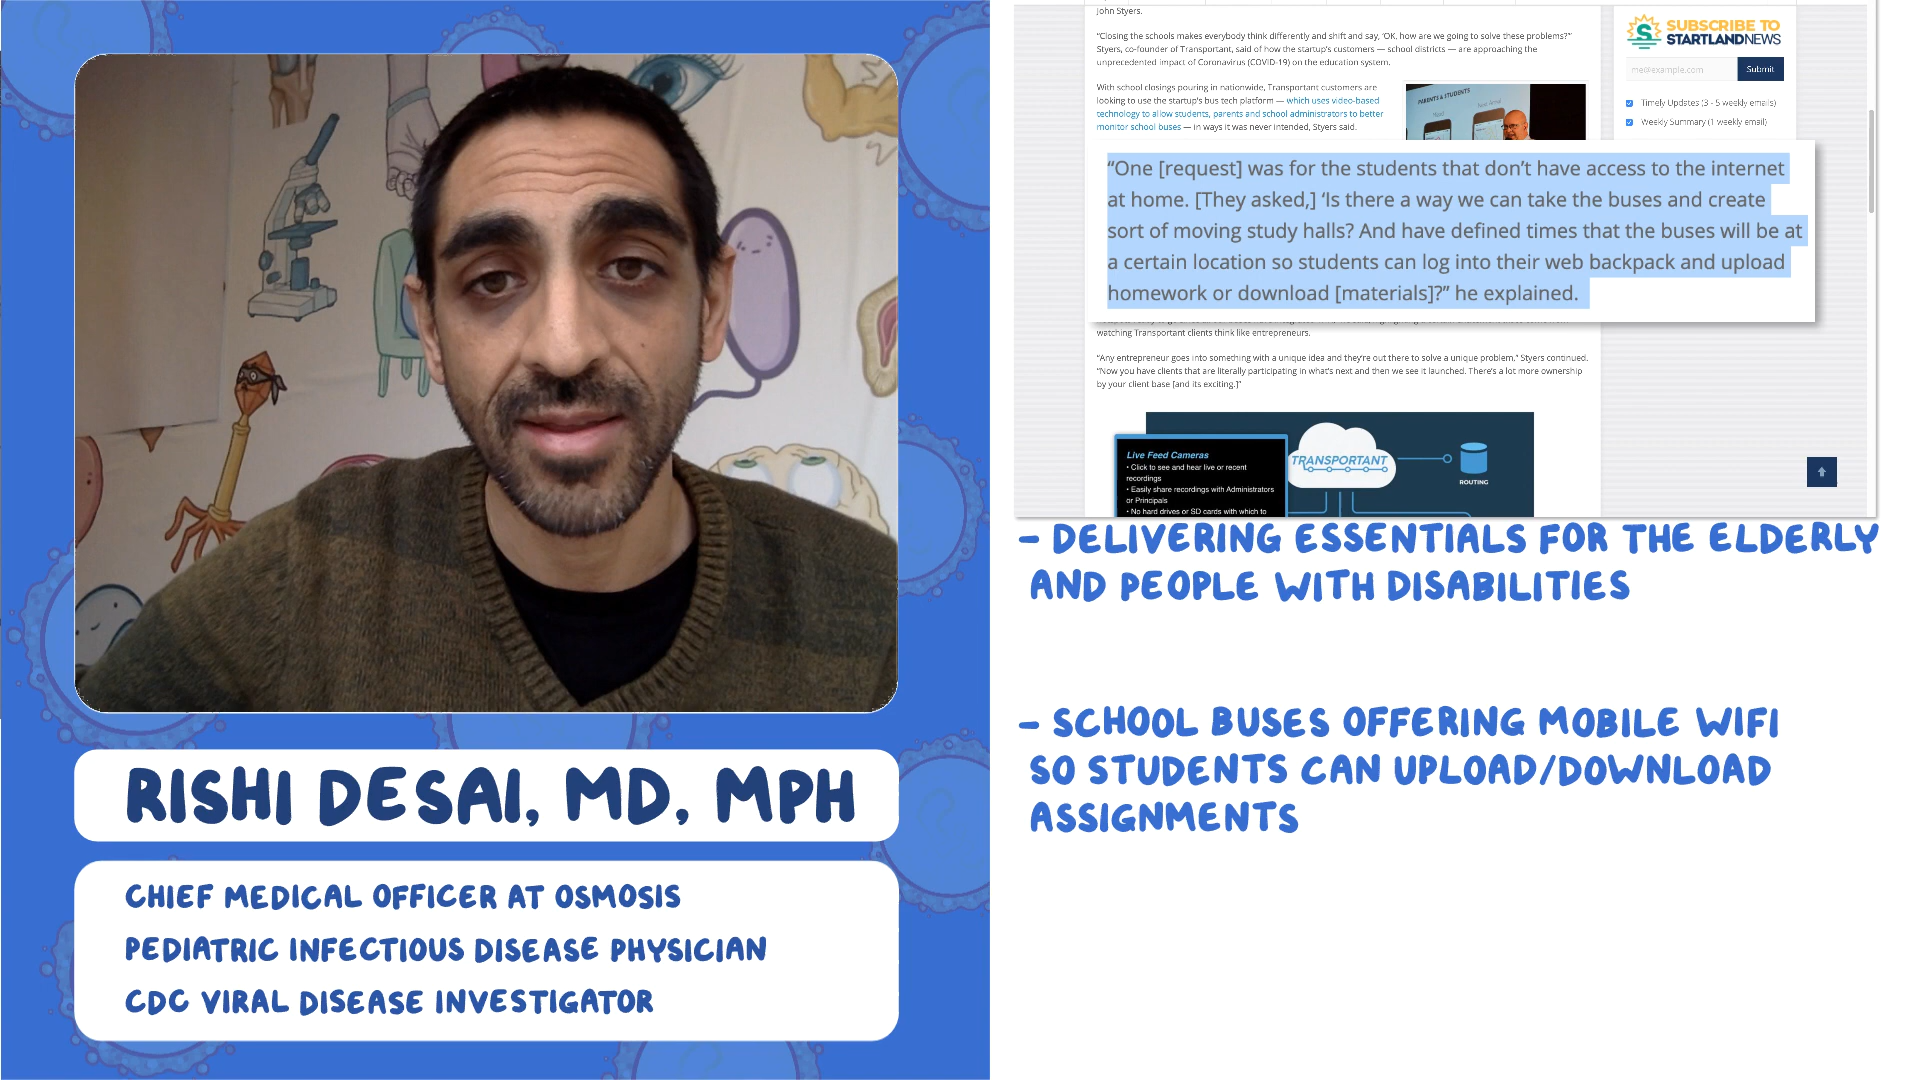 RISHI DESAI, MD, MPH
CHIEF MEDICAL OFFICER AT OSMOSIS
PEDIATRIC INFECTIOUS DISEASE PHYSICIAN
CDC VIRAL DISEASE INVESTIGATOR
John Styers.
“Closing the schools makes everybody think differently and shift and say, ‘OK, how are we going to solve these problems?’”
Styers, co-founder of Transportant, said of how the startup's customers — school districts — are approaching the
unprecedented impact of Coronavirus (COVID-19) on the education system.
With school closings pouring in nationwide, Transportant customers are
looking to use the startup's bus tech platform — which uses video-based
technology to allow students, parents and school administrators to better
monitor school buses — in ways it was never intended, Styers said.
PARENTS & STUDENTS
“One [request] was for the students that don’t have access to the internet
at home. [They asked,] ‘Is there a way we can take the buses and create
sort of moving study halls? And have defined times that the buses will be at
a certain location so students can log into their web backpack and upload
homework or download [materials]?” he explained.
watching Transportant clients think like entrepreneurs.
“Any entrepreneur goes into something with a unique idea and they're out there to solve a unique problem,” Styers continued.
“Now you have clients that are literally participating in what's next and then we see it launched. There's a lot more ownership
by your client base [and its exciting.]”
Live Feed Cameras
• Click to see and hear live or recent
recordings
• Easily share recordings with Administrators
or Principals
• No hard drives or SD cards with which to
TRANSPORTANT
ROUTING
SUBSCRIBE TO
STARTLANDNEWS
me@example.com
Submit
Timely Updates (3 - 5 weekly emails)
Weekly Summary (1 weekly email)
- DELIVERING ESSENTIALS FOR THE ELDERLY
AND PEOPLE WITH DISABILITIES
- SCHOOL BUSES OFFERING MOBILE WIFI
SO STUDENTS CAN UPLOAD/DOWNLOAD
ASSIGNMENTS